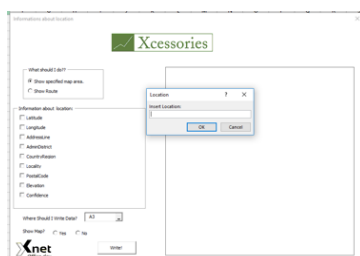 Informations about location
Xcessories
What should I do??
Show specified map area.
Show Route
Information about location:
Latitude
Longitude
AddressLine
AdminDistrict
CountryRegion
Locality
PostalCode
Elevation
Confidence
Location ? ×
Insert Location:
OK Cancel
Where Should I Write Data? A3
Show Map? Yes No
Xnet
Write!